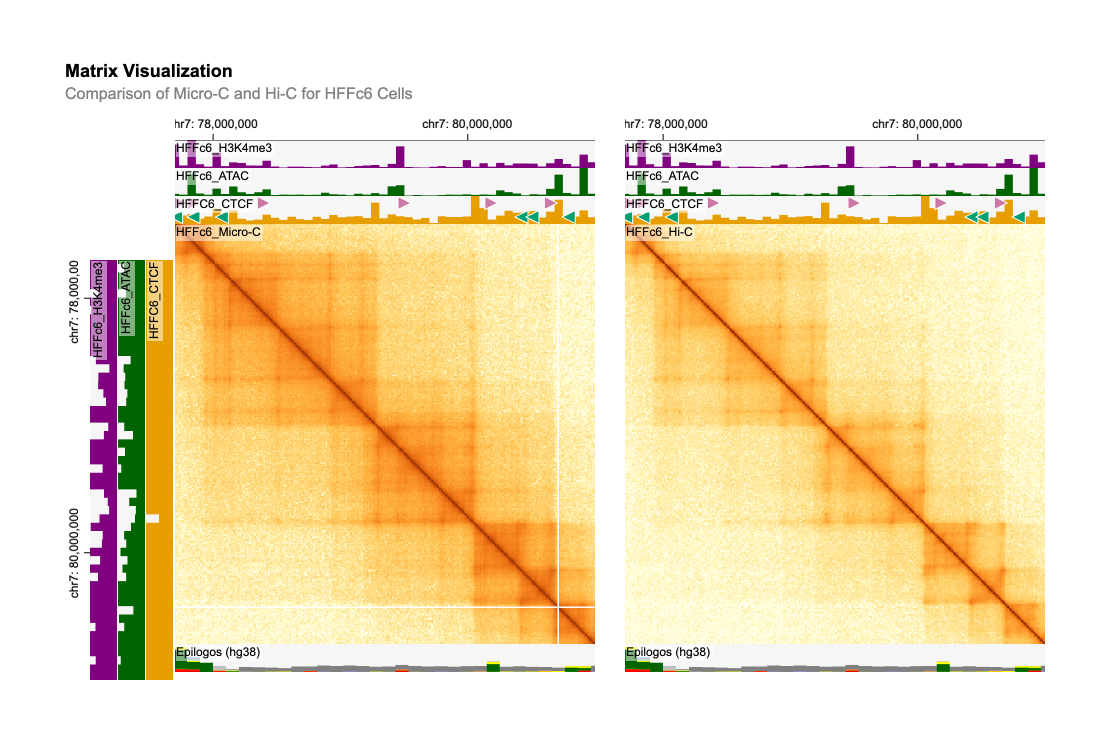 Matrix Visualization
Comparison of Micro-C and Hi-C for HFFc6 Cells
hr7: 78,000,000
chr7: 80,000,000
HFFc6_H3K4me3
HFFc6_ATAC
HFFC6_CTCF
HFFc6_Micro-C
hr7: 78,000,000
chr7: 80,000,000
HFFc6_H3K4me3
HFFc6_ATAC
HFFC6_CTCF
HFFc6_Hi-C
chr7: 78,000,00
chr7: 80,000,000
HFFc6_H3K4me3
HFFc6_ATAC
HFFC6_CTCF
Epilogos (hg38)
Epilogos (hg38)